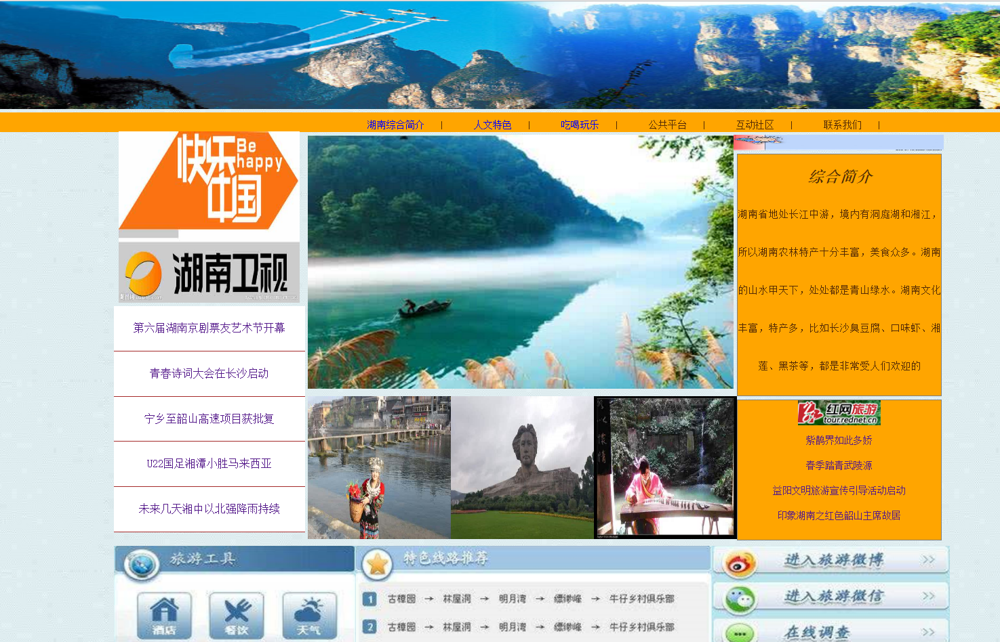 湖南综合简介 | 人文特色 | 吃喝玩乐 | 公共平台 | 互动社区 | 联系我们 |
快乐
Be
happy
中国
湖南卫视
第六届湖南京剧票友艺术节开幕
青春诗词大会在长沙启动
宁乡至韶山高速项目获批复
U22国足湘潭小胜马来西亚
未来几天湘中以北强降雨持续
综合简介
湖南省地处长江中游，境内有洞庭湖和湘江，
所以湖南农林特产十分丰富，美食众多。湖南
的山水甲天下，处处都是青山绿水。湖南文化
丰富，特产多，比如长沙臭豆腐、口味虾、湘
莲、黑茶等，都是非常受人们欢迎的
红网旅游
tour.rednet.cn
紫鹊界如此多娇
春季踏青武陵源
益阳文明旅游宣传引导活动启动
印象湖南之红色韶山主席故居
旅游工具
酒店
餐饮
天气
特色线路推荐
1 古樟园 → 林屋洞 → 明月湾 → 缥缈峰 → 牛仔乡村俱乐部
2 古樟园 → 林屋洞 → 明月湾 → 缥缈峰 → 牛仔乡村俱乐部
进入旅游微博 >>
进入旅游微信 >>
在线调查 >>